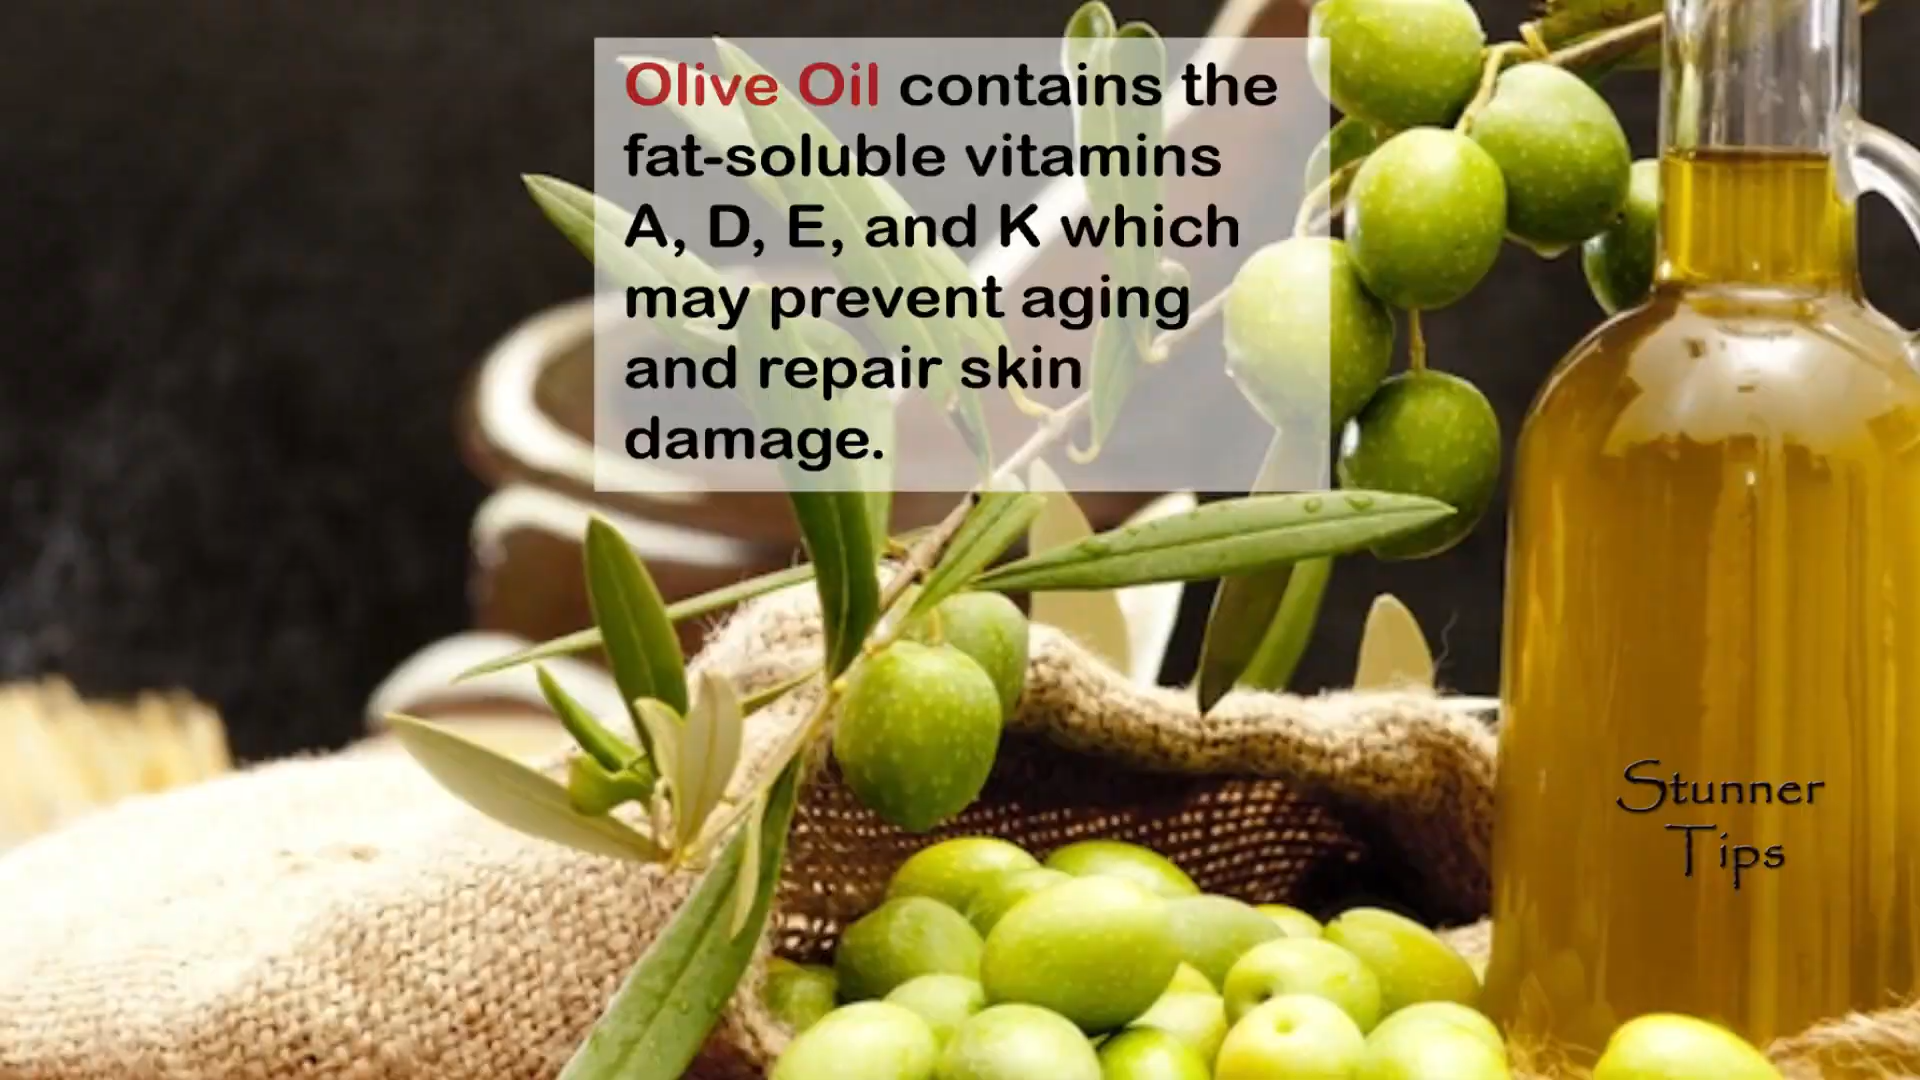 Olive Oil contains the
fat-soluble vitamins
A, D, E, and K which
may prevent aging
and repair skin
damage.
Stunner
Tips